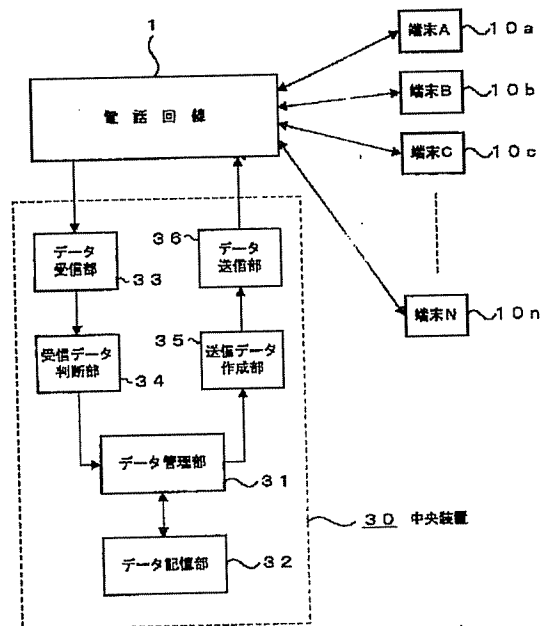 1
電話回線
端末A
10a
端末B
10b
端末C
10c
端末N
10n
データ
受信部
33
36
データ
送信部
受信データ
判断部
34
35
送信データ
作成部
データ管理部
31
データ記憶部
32
30 中央装置